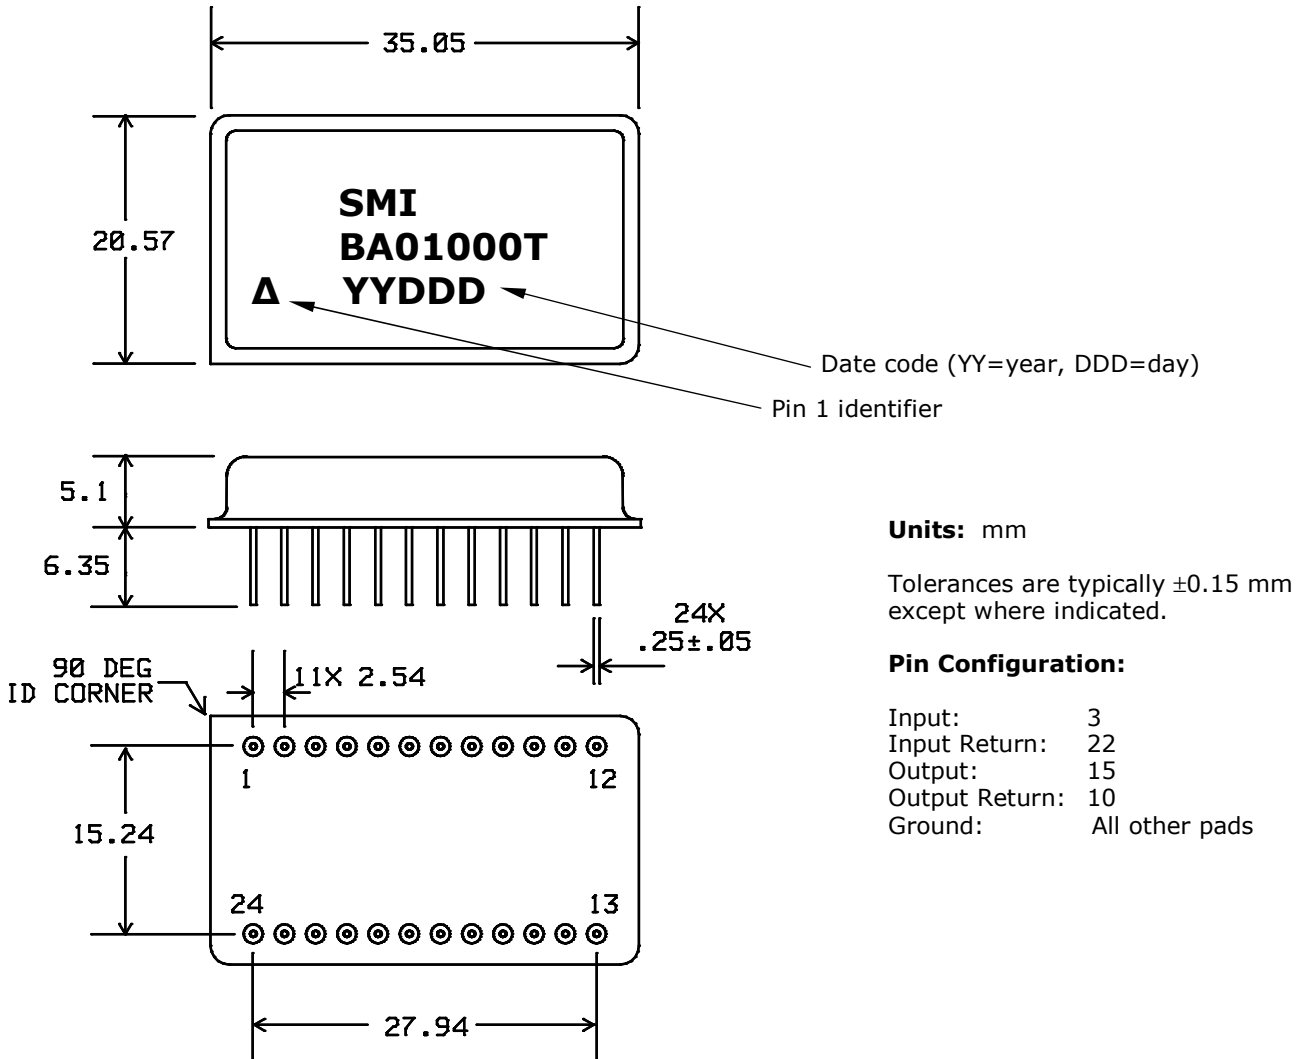 35.05
20.57
SMI
BA01000T
Δ YYDDD
Date code (YY=year, DDD=day)
Pin 1 identifier
5.1
6.35
24X
.25±.05
90 DEG
ID CORNER
11X 2.54
1
12
15.24
24
13
27.94
Units: mm
Tolerances are typically ±0.15 mm
except where indicated.
Pin Configuration:
Input: 3
Input Return: 22
Output: 15
Output Return: 10
Ground: All other pads